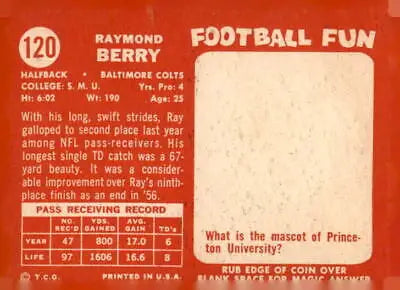 120
RAYMOND
BERRY
HALFBACK • BALTIMORE COLTS
COLLEGE: S. M. U. Yrs. Pro: 4
Ht: 6:02 Wt: 190 Age: 25
With his long, swift strides, Ray
galloped to second place last year
among NFL pass-receivers. His
longest single TD catch was a 67-
yard beauty. It was a consider-
able improvement over Ray's ninth-
place finish as an end in '56.
PASS RECEIVING RECORD
NO. REC'D YDS. GAINED AVG. GAIN TD's
YEAR 47 800 17.0 6
LIFE 97 1606 16.6 8
© T.C.G. PRINTED IN U.S.A.
FOOTBALL FUN
What is the mascot of Prince-
ton University?
RUB EDGE OF COIN OVER
BLANK SPACE FOR MAGIC ANSWER